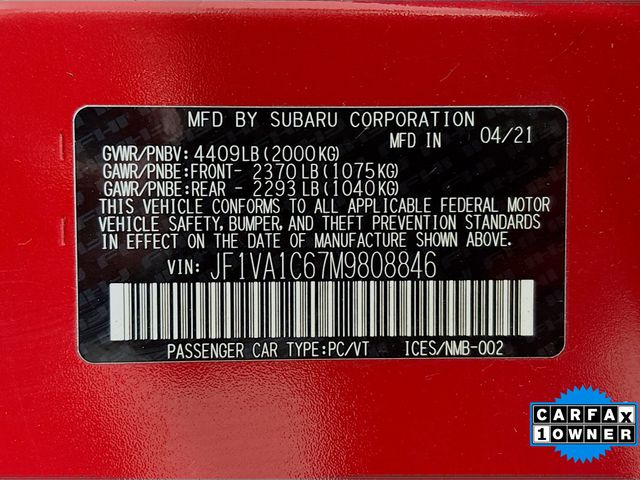 MFD BY SUBARU CORPORATION
MFD IN 04/21
GVWR/PNBV: 4409LB(2000KG)
GAWR/PNBE:FRONT- 2370LB(1075KG)
GAWR/PNBE:REAR - 2293LB(1040KG)
THIS VEHICLE CONFORMS TO ALL APPLICABLE FEDERAL MOTOR
VEHICLE SAFETY, BUMPER, AND THEFT PREVENTION STANDARDS
IN EFFECT ON THE DATE OF MANUFACTURE SHOWN ABOVE.
VIN: JF1VA1C67M9808846
PASSENGER CAR TYPE:PC/VT ICES/NMB-002
CARFAX
1 OWNER